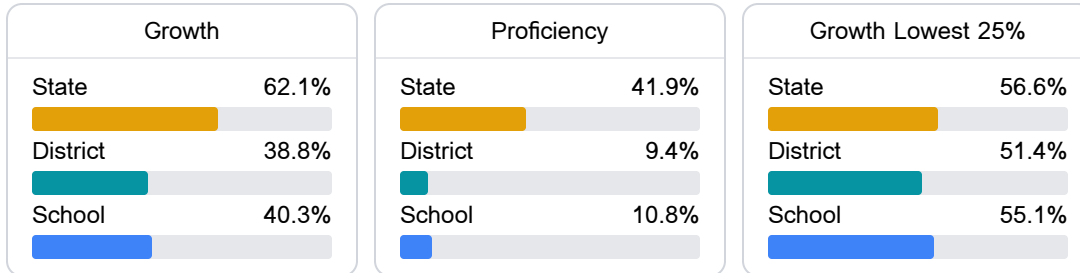 Growth
State 62.1%
District 38.8%
School 40.3%
Proficiency
State 41.9%
District 9.4%
School 10.8%
Growth Lowest 25%
State 56.6%
District 51.4%
School 55.1%